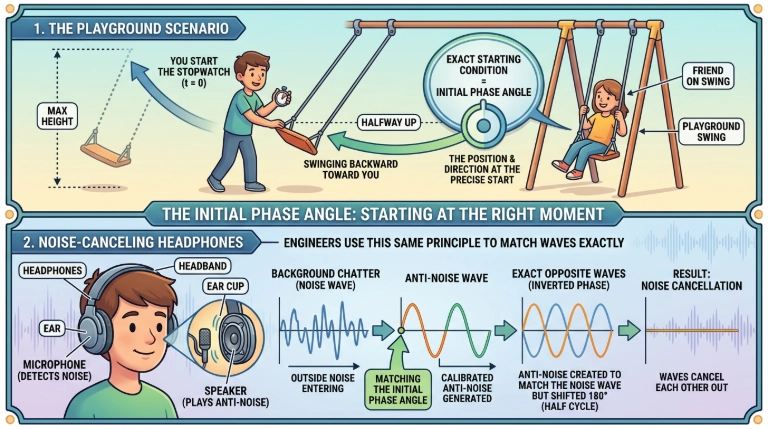 1. THE PLAYGROUND SCENARIO
YOU START
THE STOPWATCH
(t = 0)
MAX
HEIGHT
HALFWAY UP
SWINGING BACKWARD
TOWARD YOU
EXACT STARTING
CONDITION
=
INITIAL PHASE ANGLE
THE POSITION &
DIRECTION AT THE
PRECISE START
FRIEND
ON SWING
PLAYGROUND
SWING
THE INITIAL PHASE ANGLE: STARTING AT THE RIGHT MOMENT
2. NOISE-CANCELING HEADPHONES
ENGINEERS USE THIS SAME PRINCIPLE TO MATCH WAVES EXACTLY
HEADPHONES
HEADBAND
EAR CUP
EAR
MICROPHONE
(DETECTS NOISE)
SPEAKER
(PLAYS ANTI-NOISE)
BACKGROUND CHATTER
(NOISE WAVE)
OUTSIDE NOISE
ENTERING
ANTI-NOISE WAVE
MATCHING
THE INITIAL
PHASE ANGLE
CALIBRATED
ANTI-NOISE
GENERATED
EXACT OPPOSITE WAVES
(INVERTED PHASE)
ANTI-NOISE CREATED TO
MATCH THE NOISE WAVE
BUT SHIFTED 180°
(HALF CYCLE)
RESULT:
NOISE CANCELLATION
WAVES CANCEL
EACH OTHER OUT